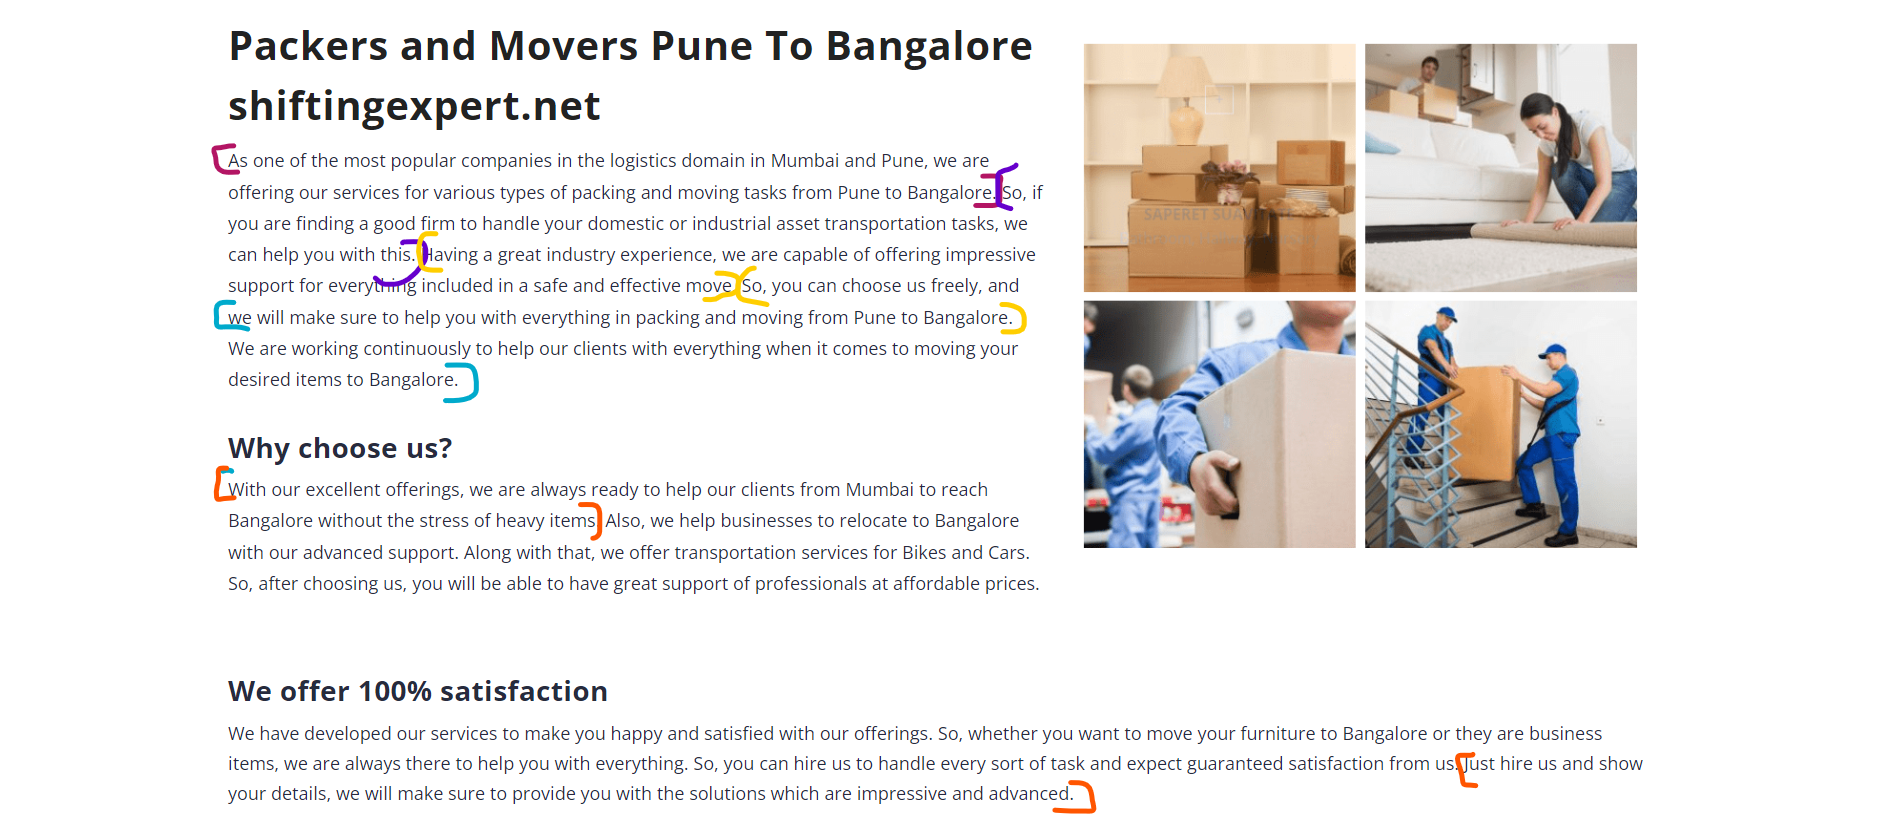 Packers and Movers Pune To Bangalore
shiftingexpert.net
As one of the most popular companies in the logistics domain in Mumbai and Pune, we are
offering our services for various types of packing and moving tasks from Pune to Bangalore. So, if
you are finding a good firm to handle your domestic or industrial asset transportation tasks, we
can help you with this. Having a great industry experience, we are capable of offering impressive
support for everything included in a safe and effective move. So, you can choose us freely, and
we will make sure to help you with everything in packing and moving from Pune to Bangalore.
We are working continuously to help our clients with everything when it comes to moving your
desired items to Bangalore.
Why choose us?
With our excellent offerings, we are always ready to help our clients from Mumbai to reach
Bangalore without the stress of heavy items. Also, we help businesses to relocate to Bangalore
with our advanced support. Along with that, we offer transportation services for Bikes and Cars.
So, after choosing us, you will be able to have great support of professionals at affordable prices.
SAPERET
We offer 100% satisfaction
We have developed our services to make you happy and satisfied with our offerings. So, whether you want to move your furniture to Bangalore or they are business
items, we are always there to help you with everything. So, you can hire us to handle every sort of task and expect guaranteed satisfaction from us. Just hire us and show
your details, we will make sure to provide you with the solutions which are impressive and advanced.